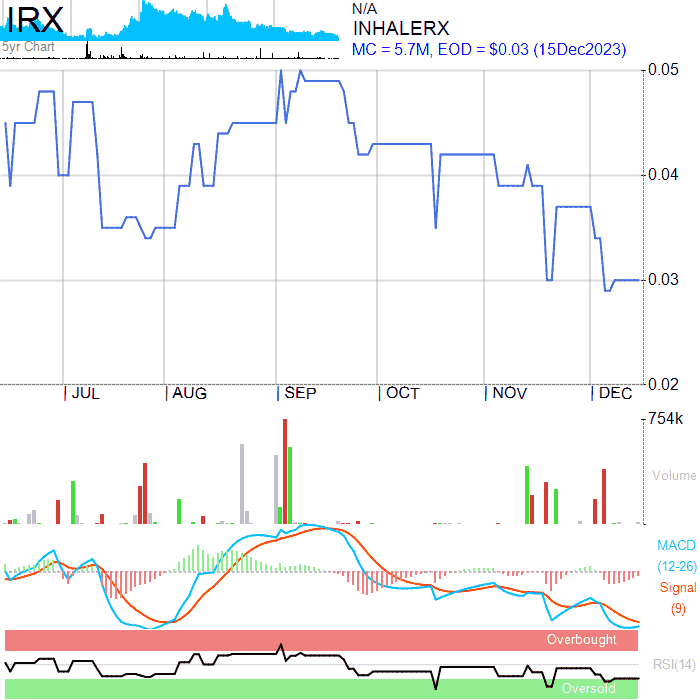 IRX
5yr Chart
N/A
INHALERX
MC = 5.7M, EOD = $0.03 (15Dec2023)
0.05
0.04
0.03
0.02
JUL AUG SEP OCT NOV DEC
754k
Volume
MACD
(12-26)
Signal
(9)
Overbought
RSI(14)
Oversold